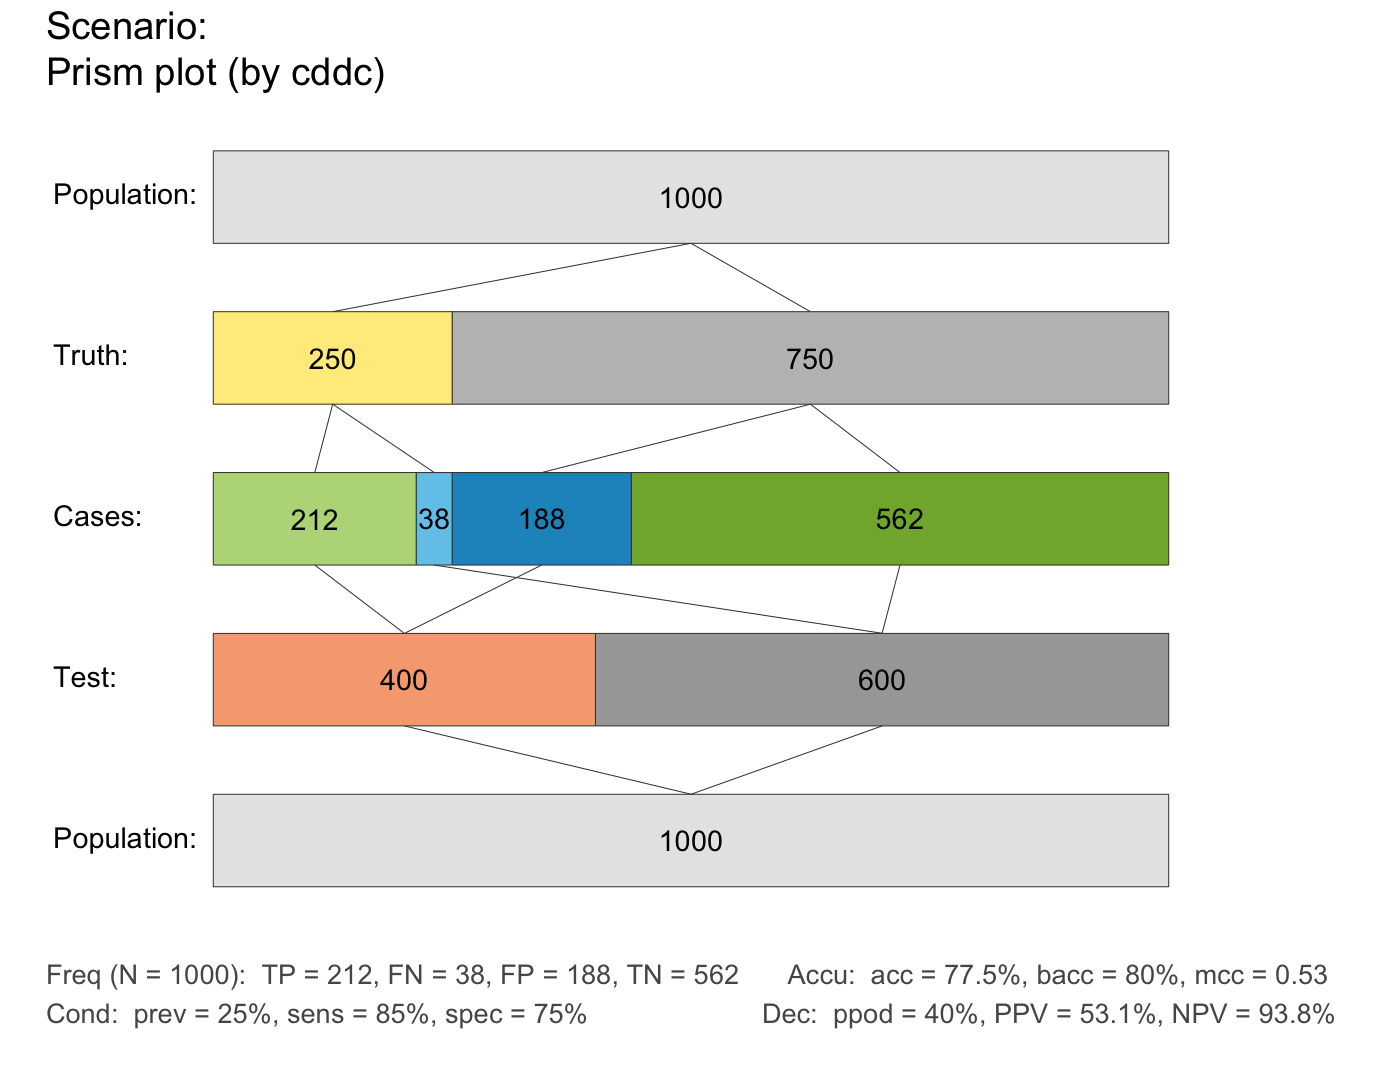 Scenario:
Prism plot (by cddc)
Population:
1000
Truth:
250
750
Cases:
212
38
188
562
Test:
400
600
Population:
1000
Freq (N = 1000):  TP = 212, FN = 38, FP = 188, TN = 562
Accu:  acc = 77.5%, bacc = 80%, mcc = 0.53
Cond:  prev = 25%, sens = 85%, spec = 75%
Dec:  ppod = 40%, PPV = 53.1%, NPV = 93.8%